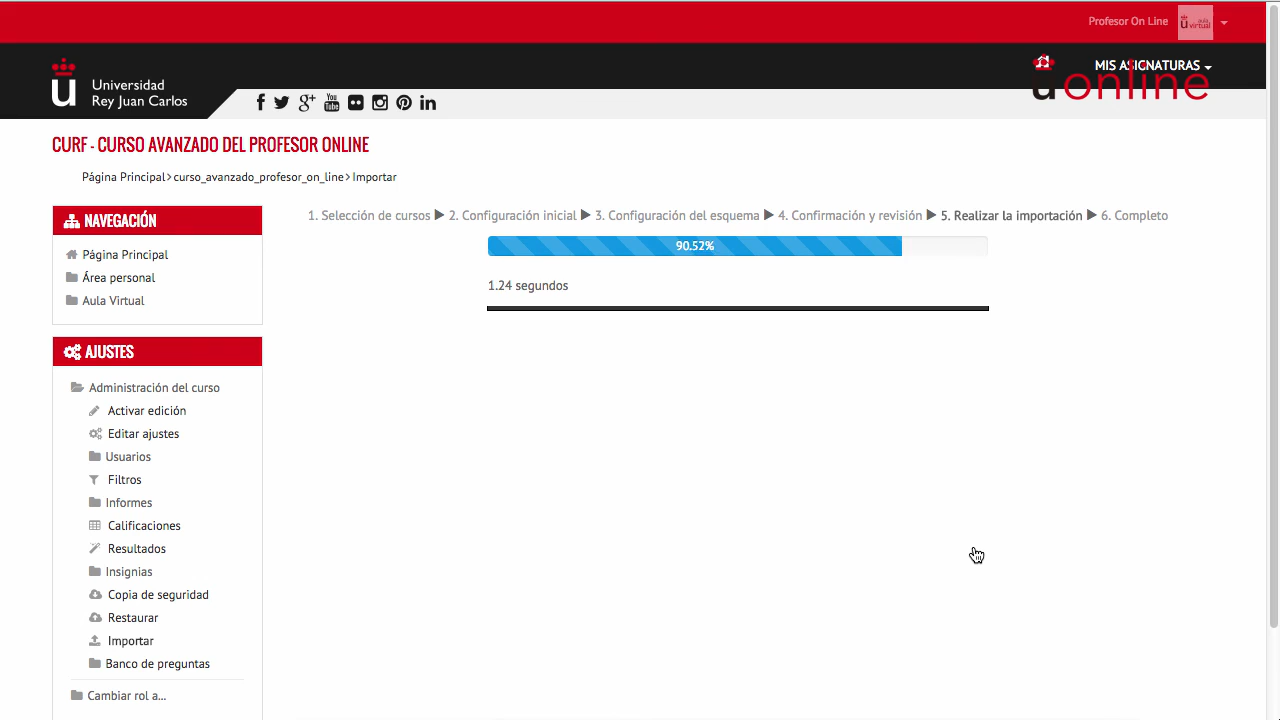 Profesor On Line
aula virtual
MIS ASIGNATURAS
online
Universidad
Rey Juan Carlos
You Tube
CURF - CURSO AVANZADO DEL PROFESOR ONLINE
Página Principal > curso_avanzado_profesor_on_line > Importar
NAVEGACIÓN
Página Principal
Área personal
Aula Virtual
AJUSTES
Administración del curso
Activar edición
Editar ajustes
Usuarios
Filtros
Informes
Calificaciones
Resultados
Insignias
Copia de seguridad
Restaurar
Importar
Banco de preguntas
Cambiar rol a...
1. Selección de cursos ▶ 2. Configuración inicial ▶ 3. Configuración del esquema ▶ 4. Confirmación y revisión ▶ 5. Realizar la importación ▶ 6. Completo
90.52%
1.24 segundos